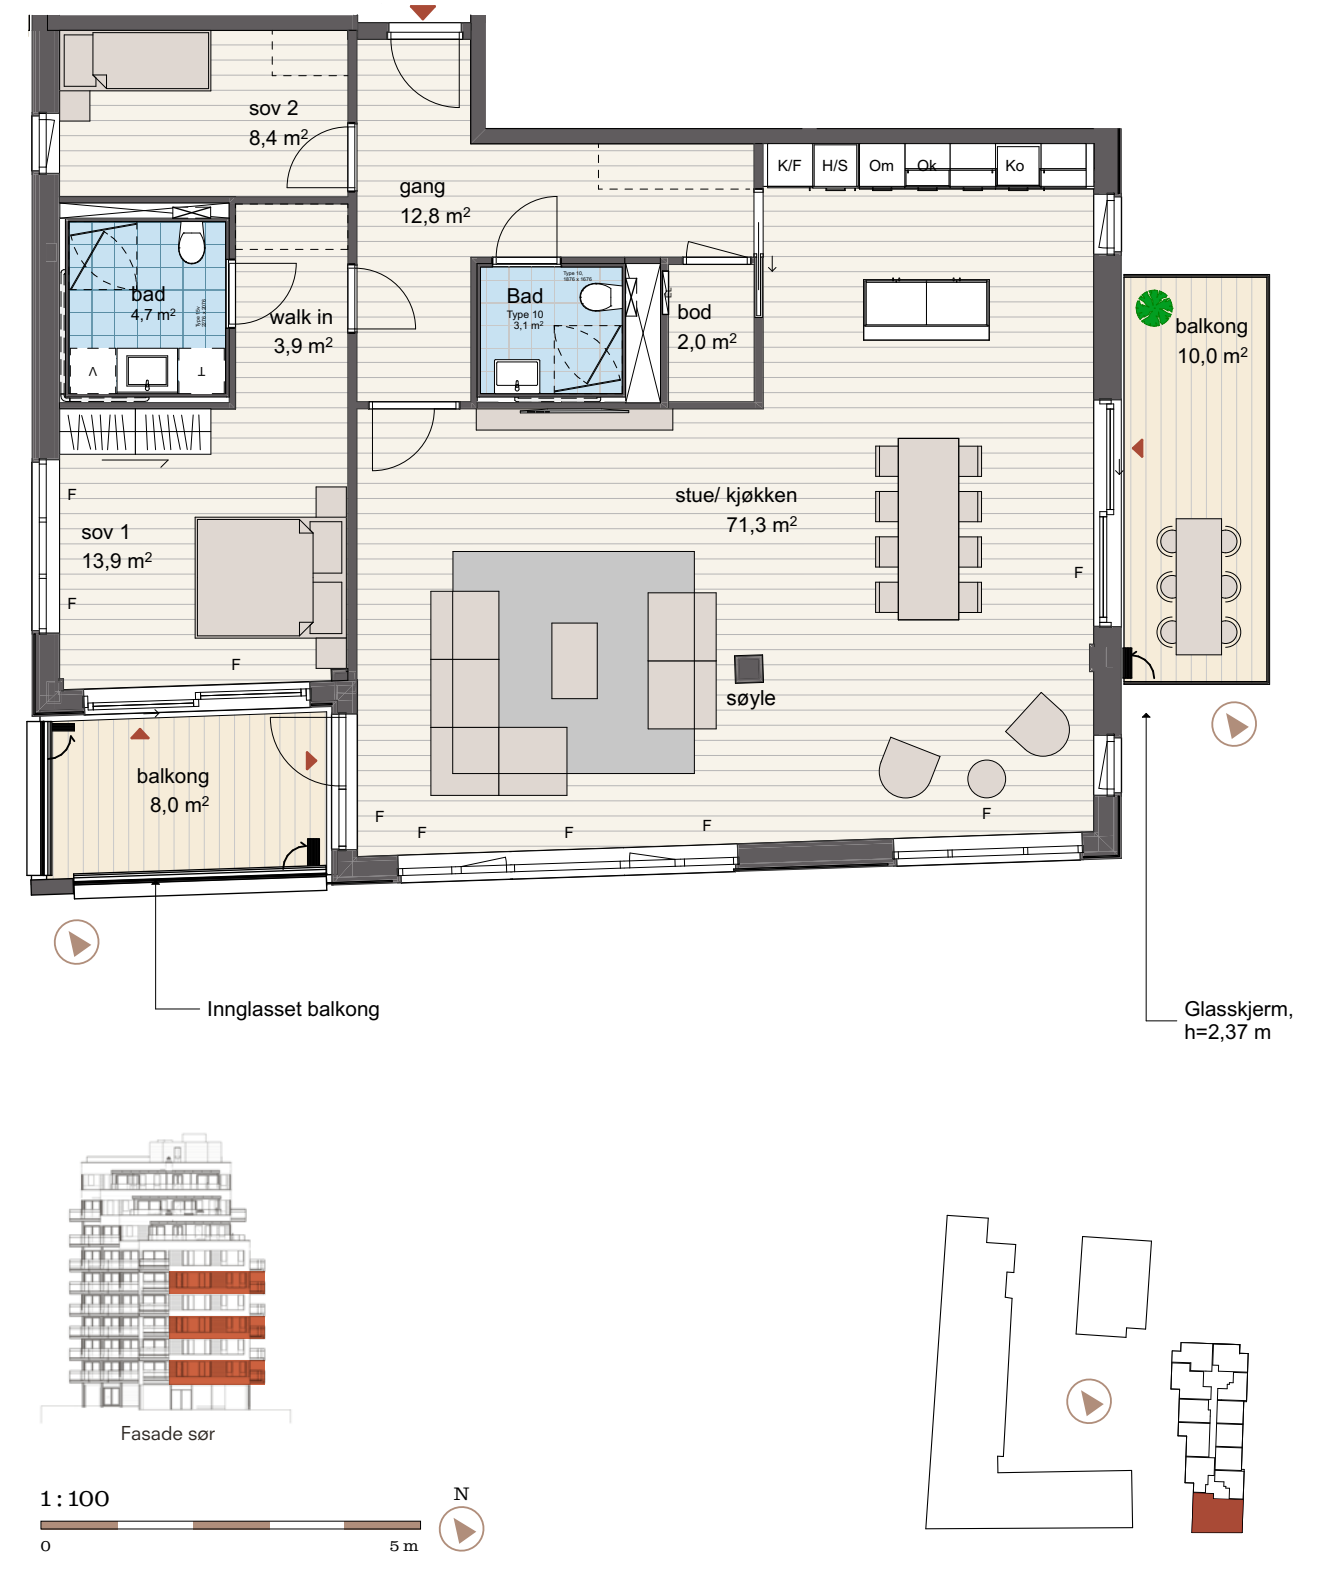 sov 2
8,4 m²
gang
12,8 m²
K/F
H/S
Om
Ok
Ko
bad
4,7 m²
walk in
3,9 m²
Type 10,
Bad
Type 10
3,1 m²
bod
2,0 m²
balkong
10,0 m²
V
T
F
sov 1
13,9 m²
F
F
stue/ kjøkken
71,3 m²
F
søyle
balkong
8,0 m²
F
F
F
F
F
Innglasset balkong
Glasskjerm,
h=2,37 m
Fasade sør
1:100
0
5 m
N